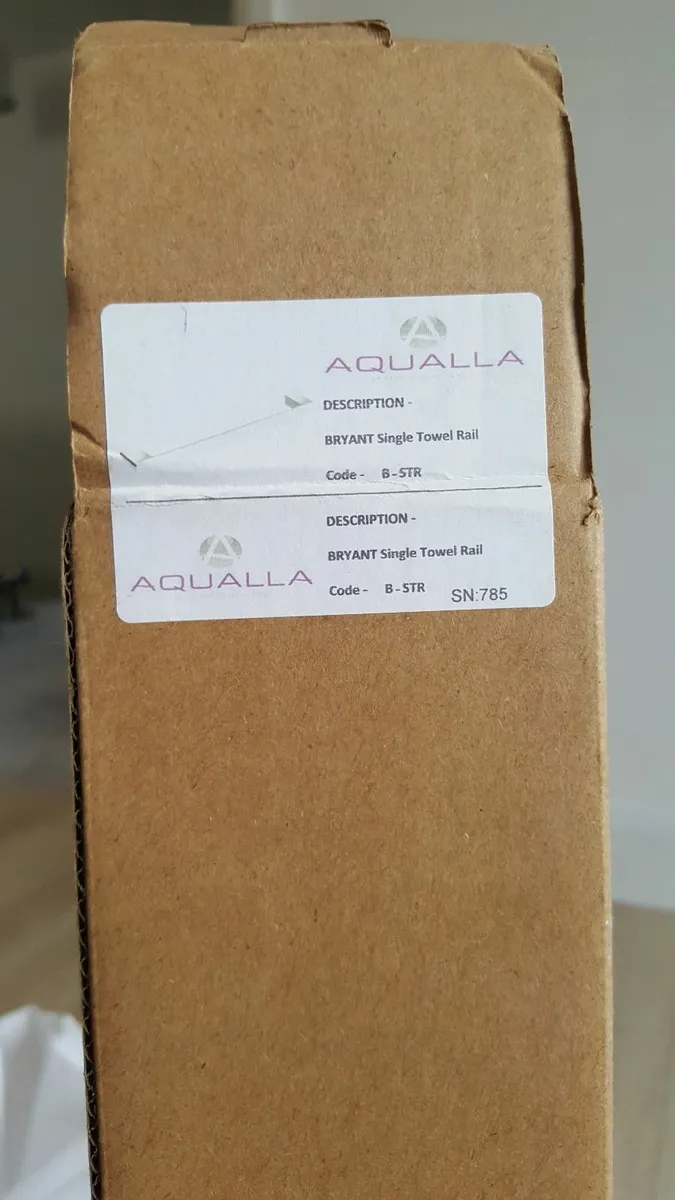 AQUALLA
DESCRIPTION -
BRYANT Single Towel Rail
Code - B-STR
DESCRIPTION -
BRYANT Single Towel Rail
AQUALLA
Code - B-STR
SN:785